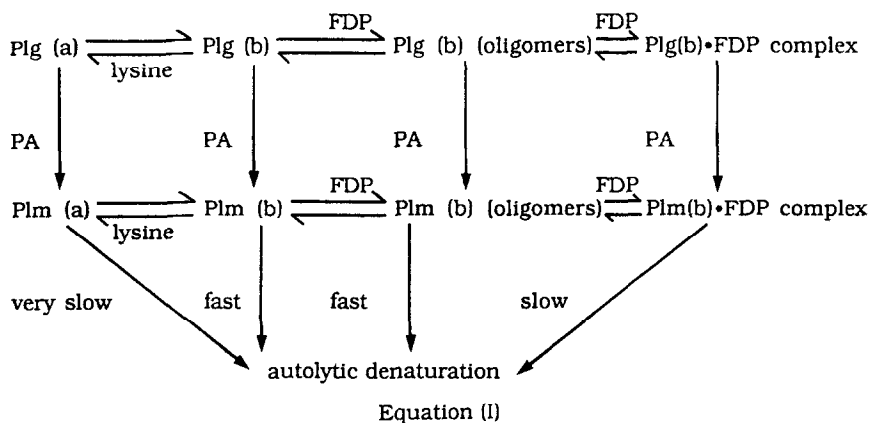 FDP FDP
Plg (a) Plg (b) Plg (b) (oligomers) Plg(b)•FDP complex
lysine
PA PA PA PA
FDP FDP
Plm (a) Plm (b) Plm (b) (oligomers) Plm(b)•FDP complex
lysine
very slow fast fast slow
autolytic denaturation
Equation (I)